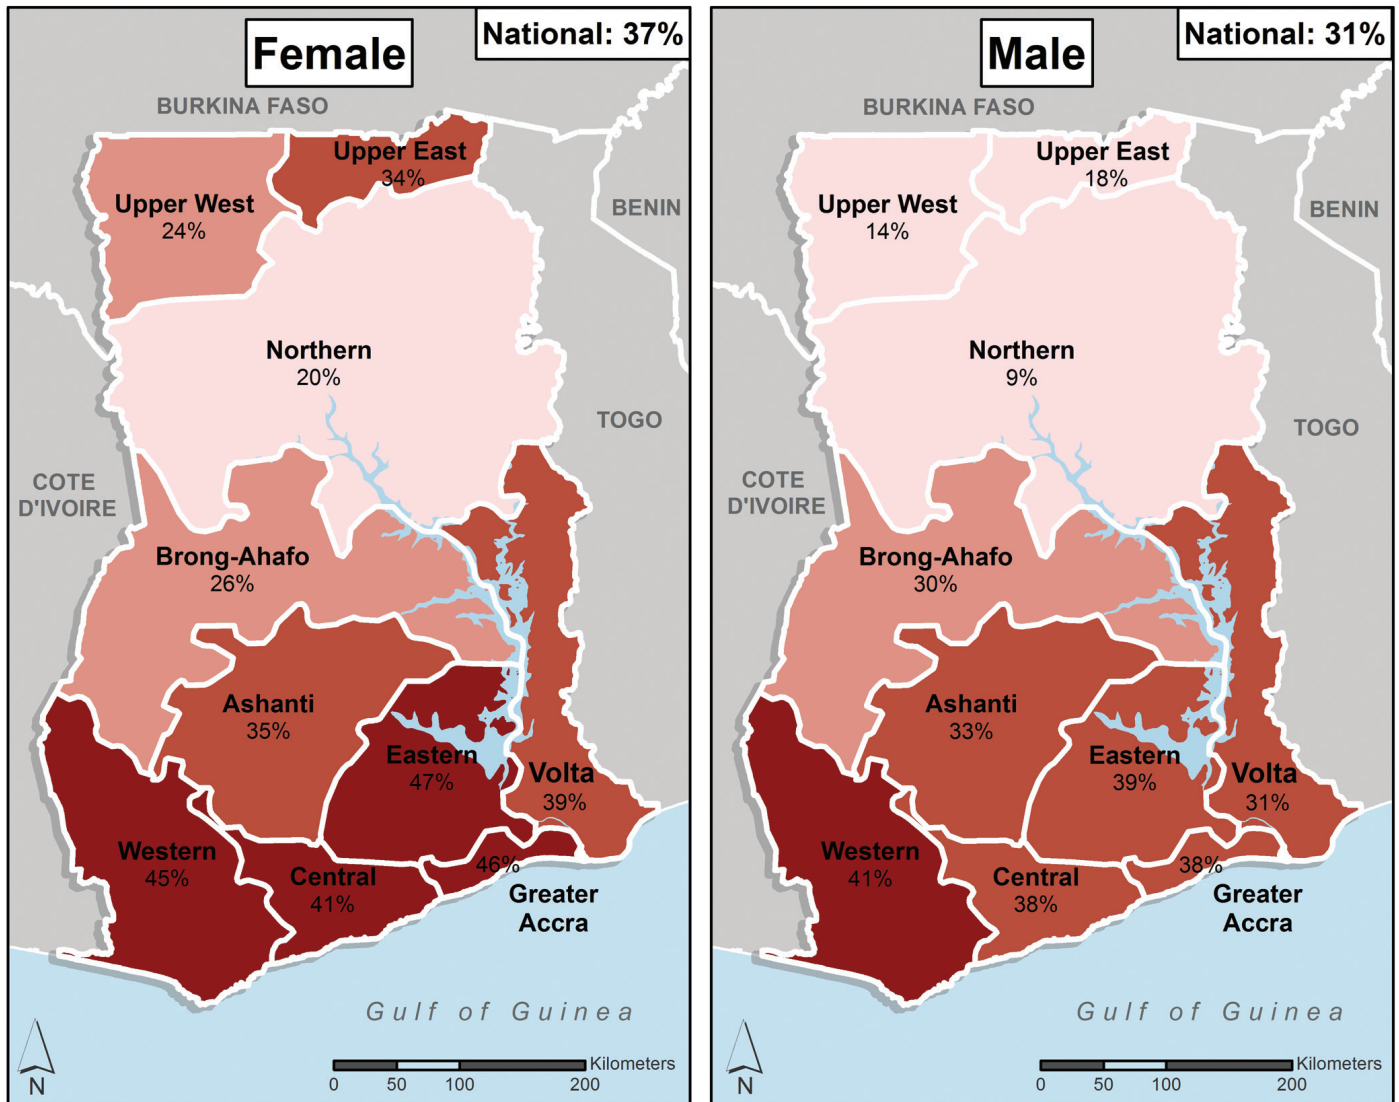 Female
National: 37%
BURKINA FASO
Upper East
34%
Upper West
24%
BENIN
Northern
20%
TOGO
COTE
D'IVOIRE
Brong-Ahafo
26%
Ashanti
35%
Eastern
47%
Volta
39%
Western
45%
Central
41%
46%
Greater
Accra
Gulf of Guinea
N
Kilometers
0 50 100 200
Male
National: 31%
BURKINA FASO
Upper East
18%
Upper West
14%
BENIN
Northern
9%
TOGO
COTE
D'IVOIRE
Brong-Ahafo
30%
Ashanti
33%
Eastern
39%
Volta
31%
Western
41%
Central
38%
38%
Greater
Accra
Gulf of Guinea
N
Kilometers
0 50 100 200